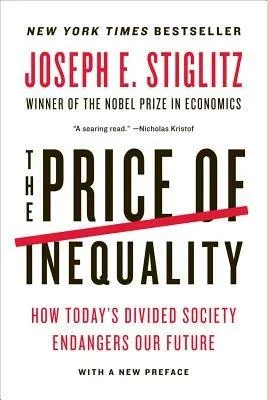 NEW YORK TIMES BESTSELLER
JOSEPH E. STIGLITZ
WINNER OF THE NOBEL PRIZE IN ECONOMICS
"A searing read." —Nicholas Kristof
THE PRICE OF
INEQUALITY
HOW TODAY'S DIVIDED SOCIETY
ENDANGERS OUR FUTURE
WITH A NEW PREFACE